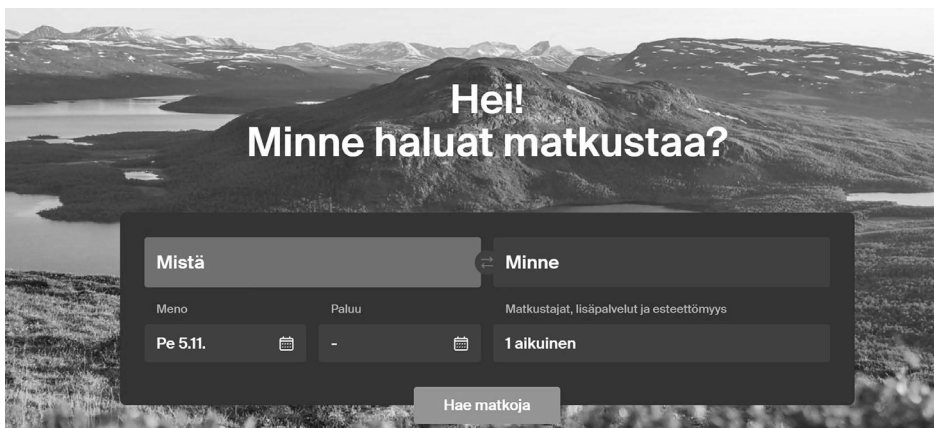 Hei!
Minne haluat matkustaa?
Mistä
Minne
Meno
Paluu
Matkustajat, lisäpalvelut ja esteettömyys
Pe 5.11.
-
1 aikuinen
Hae matkoja